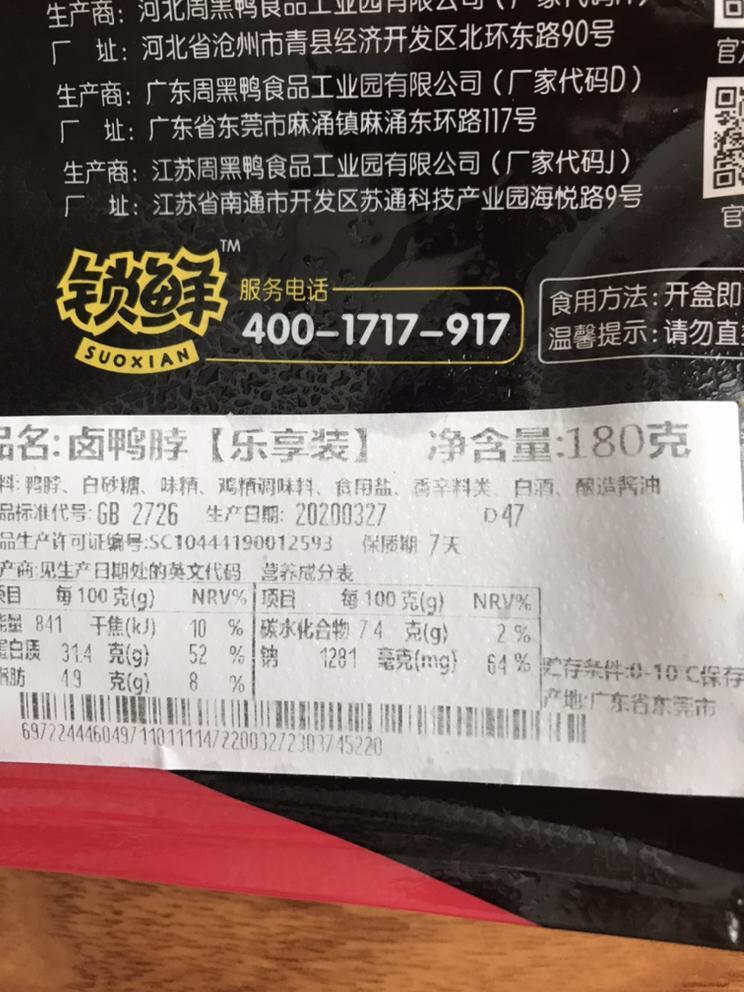 生产商：河北周黑鸭食品工业园有限公司（厂家代码H）
厂 址：河北省沧州市青县经济开发区北环东路90号
生产商：广东周黑鸭食品工业园有限公司（厂家代码D）
厂 址：广东省东莞市麻涌镇麻涌东环路117号
生产商：江苏周黑鸭食品工业园有限公司（厂家代码J）
厂 址：江苏省南通市开发区苏通科技产业园海悦路9号
官
官
锁鲜™
SUOXIAN
服务电话
400-1717-917
食用方法：开盒即
温馨提示：请勿直
品名:卤鸭脖【乐享装】 净含量:180克
料: 鸭脖、白砂糖、味精、鸡精调味料、食用盐、香辛料类、白酒、酿造酱油
品标准代号: GB 2726 生产日期: 20200327 D47
品生产许可证编号:SC10444190012593 保质期 7天
产商:见生产日期处的英文代码 营养成分表
项目 每100克(g) NRV% 项目 每100克(g) NRV%
能量 841 千焦(kJ) 10 % 碳水化合物 7.4 克(g) 2 %
蛋白质 31.4 克(g) 52 % 钠 1281 毫克(mg) 64 %
脂肪 4.9 克(g) 8 %
贮存条件:0-10℃保存
产地:广东省东莞市
697224446049711011114722003272303745220